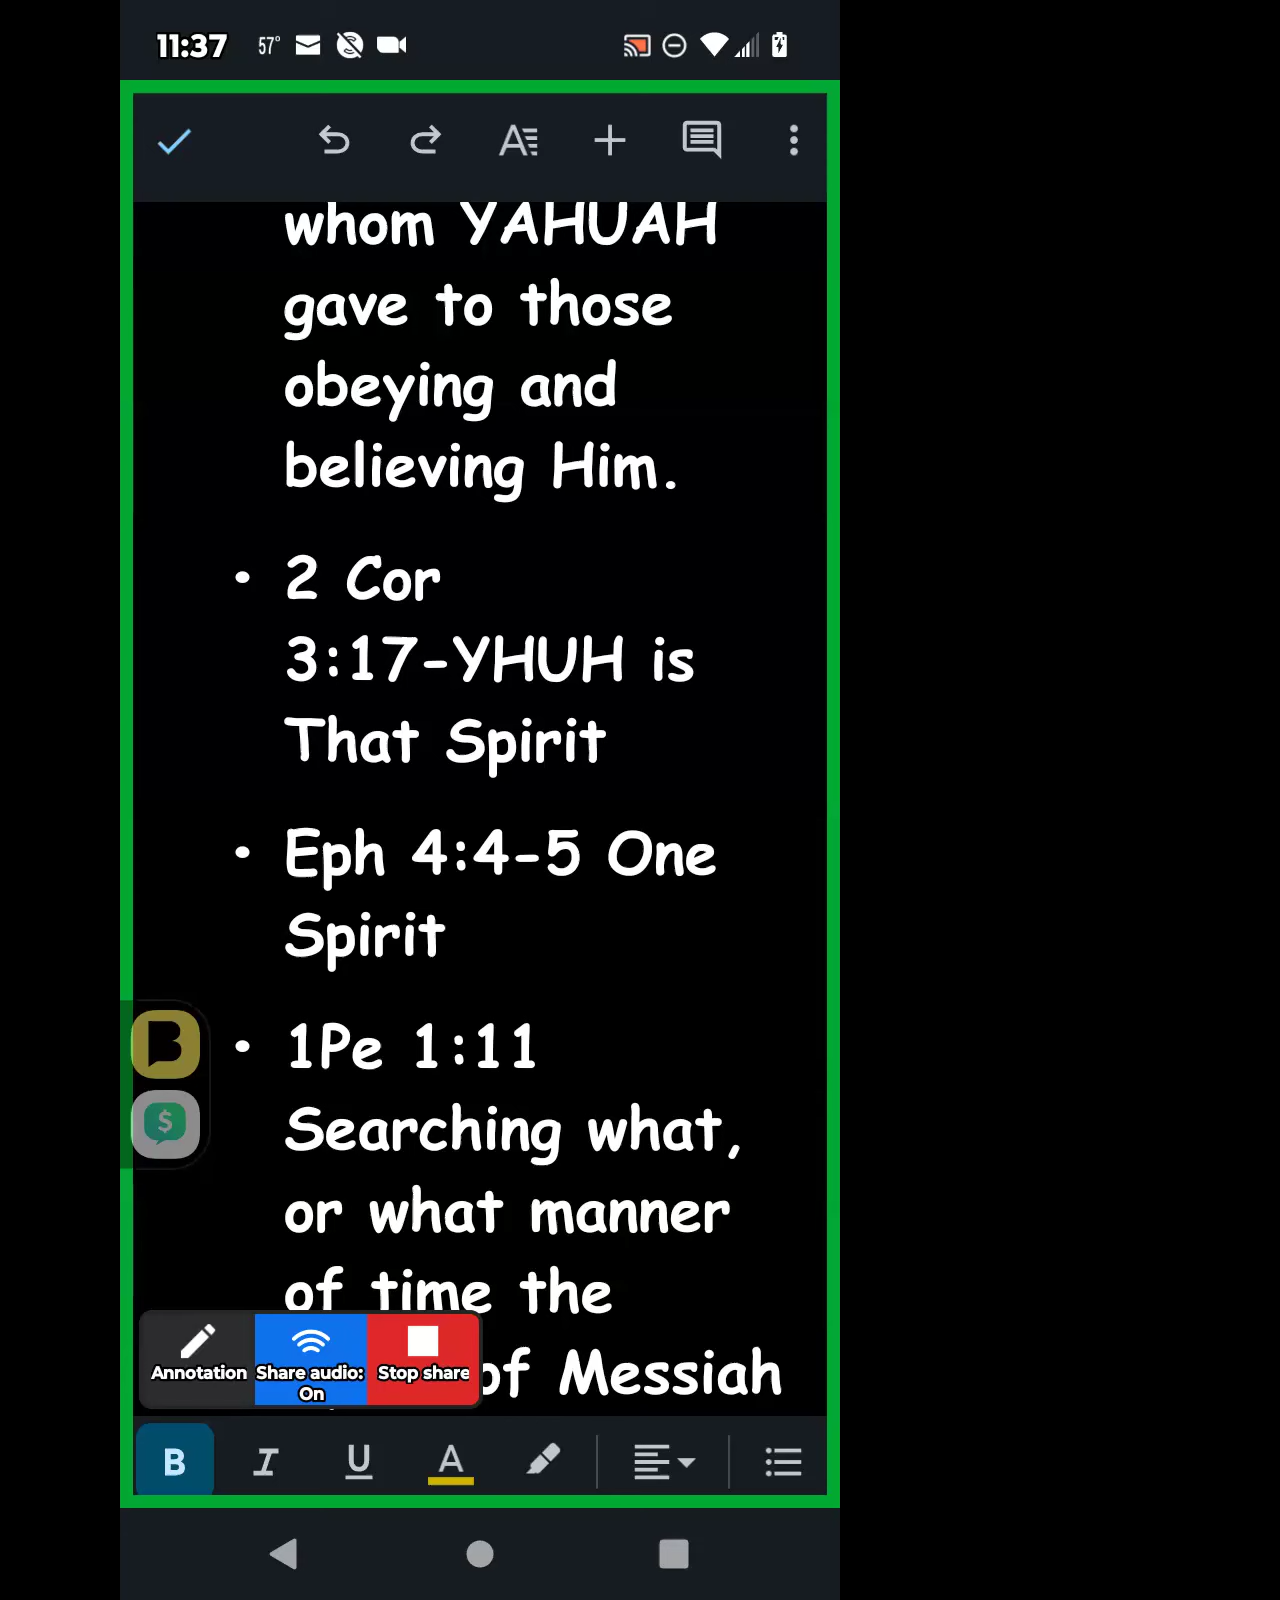 11:37 57°
whom YAHUAH
gave to those
obeying and
believing Him.
• 2 Cor
3:17-YHUH is
That Spirit
• Eph 4:4-5 One
Spirit
• 1Pe 1:11
Searching what,
or what manner
of time the
of Messiah
Annotation
Share audio:
On
Stop share
B I U A